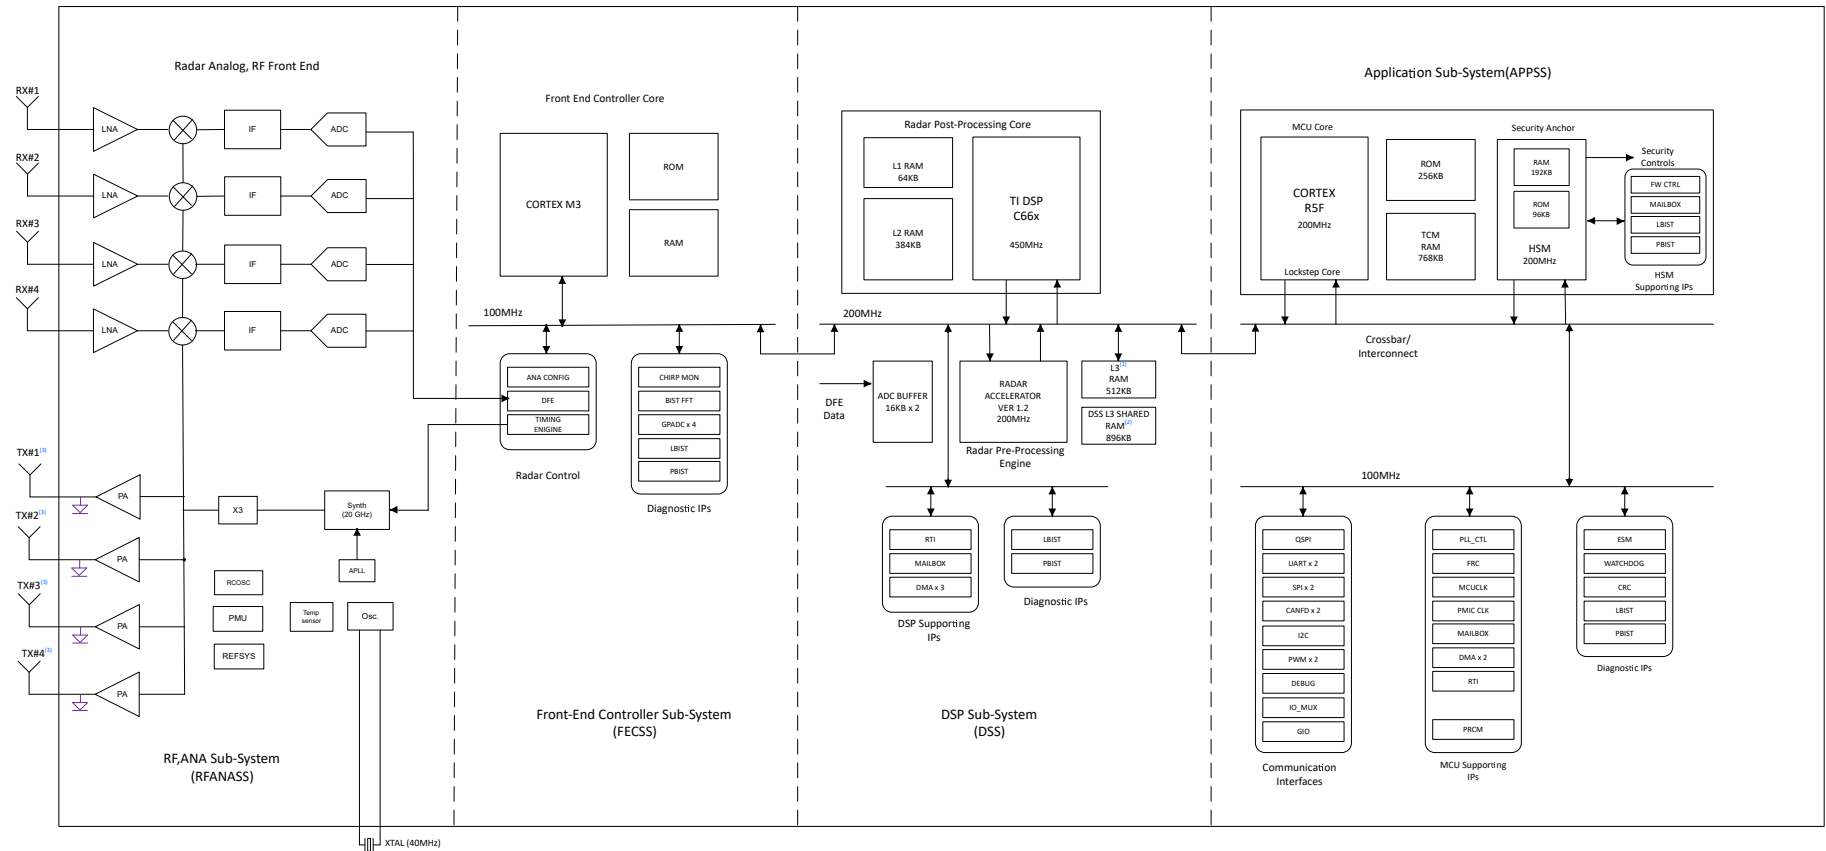 Radar Analog, RF Front End
RX#1
LNA
IF
ADC
RX#2
LNA
IF
ADC
RX#3
LNA
IF
ADC
RX#4
LNA
IF
ADC
TX#1(3)
PA
TX#2(3)
PA
TX#3(3)
PA
TX#4(3)
PA
X3
Synth
(20 GHz)
APLL
RCOSC
PMU
REFSYS
Temp
sensor
Osc.
XTAL (40MHz)
RF,ANA Sub-System
(RFANASS)
Front End Controller Core
CORTEX M3
ROM
RAM
100MHz
ANA CONFIG
DFE
TIMING
ENIGINE
Radar Control
CHIRP MON
BIST FFT
GPADC x 4
LBIST
PBIST
Diagnostic IPs
Front-End Controller Sub-System
(FECSS)
Radar Post-Processing Core
L1 RAM
64KB
L2 RAM
384KB
TI DSP
C66x
450MHz
200MHz
DFE
Data
ADC BUFFER
16KB x 2
RADAR
ACCELERATOR
VER 1.2
200MHz
Radar Pre-Processing
Engine
L3(1)
RAM
512KB
DSS L3 SHARED
RAM(2)
896KB
RTI
MAILBOX
DMA x 3
DSP Supporting
IPs
LBIST
PBIST
Diagnostic IPs
DSP Sub-System
(DSS)
Application Sub-System(APPSS)
MCU Core
CORTEX
R5F
200MHz
Lockstep Core
ROM
256KB
TCM
RAM
768KB
Security Anchor
RAM
192KB
ROM
96KB
HSM
200MHz
Security
Controls
FW CTRL
MAILBOX
LBIST
PBIST
HSM
Supporting IPs
Crossbar/
Interconnect
100MHz
QSPI
UART x 2
SPI x 2
CANFD x 2
I2C
PWM x 2
DEBUG
IO_MUX
GIO
Communication
Interfaces
PLL_CTL
FRC
MCUCLK
PMIC CLK
MAILBOX
DMA x 2
RTI
PRCM
MCU Supporting
IPs
ESM
WATCHDOG
CRC
LBIST
PBIST
Diagnostic IPs